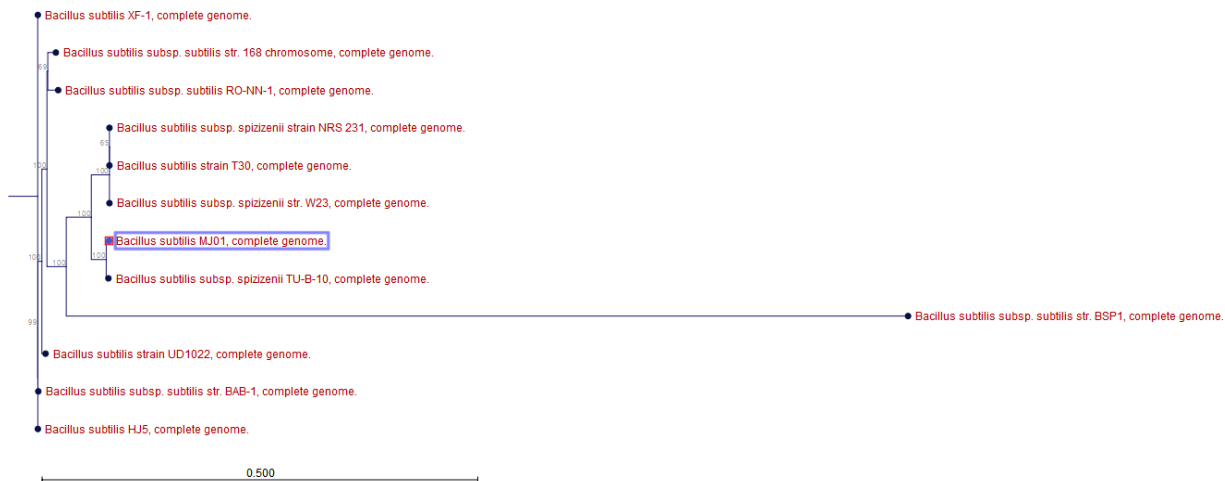 Bacillus subtilis XF-1, complete genome.
Bacillus subtilis subsp. subtilis str. 168 chromosome, complete genome.
69
Bacillus subtilis subsp. subtilis RO-NN-1, complete genome.
Bacillus subtilis subsp. spizizenii strain NRS 231, complete genome.
65
100
Bacillus subtilis strain T30, complete genome.
100
Bacillus subtilis subsp. spizizenii str. W23, complete genome.
100
Bacillus subtilis MJ01, complete genome.
100
100
100
Bacillus subtilis subsp. spizizenii TU-B-10, complete genome.
Bacillus subtilis subsp. subtilis str. BSP1, complete genome.
99
Bacillus subtilis strain UD1022, complete genome.
Bacillus subtilis subsp. subtilis str. BAB-1, complete genome.
Bacillus subtilis HJ5, complete genome.
0.500